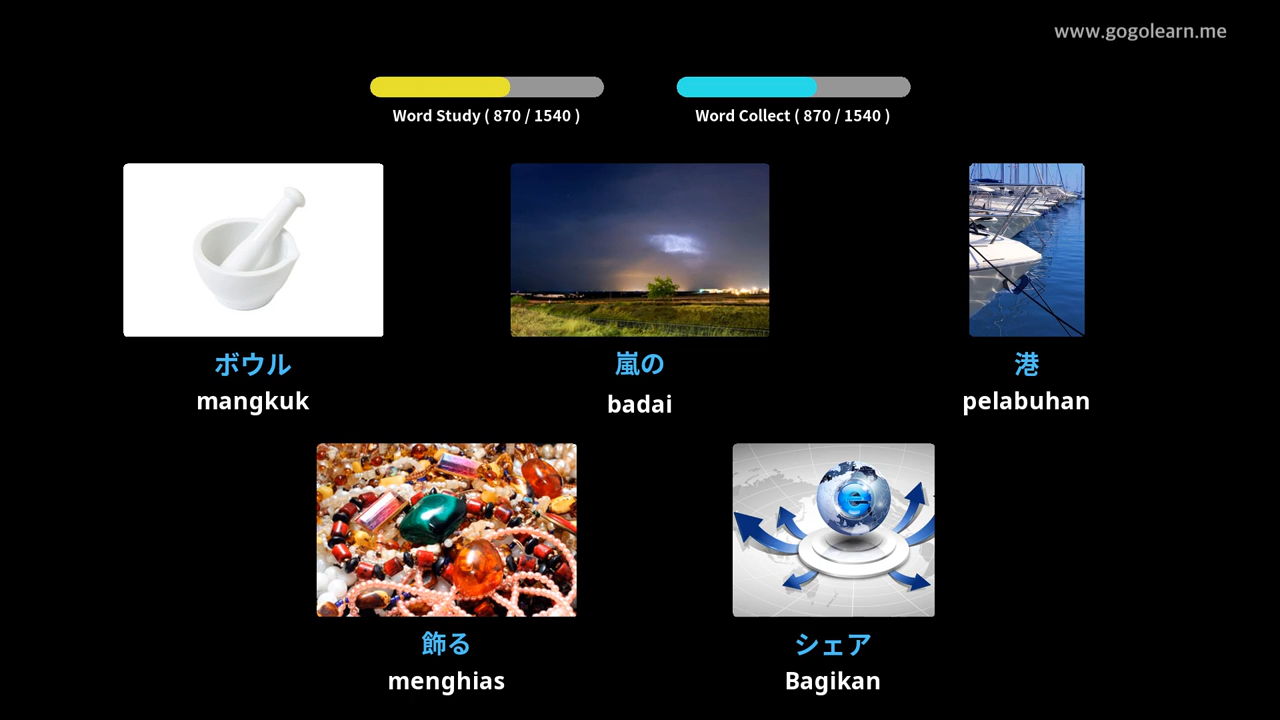 www.gogolearn.me
Word Study ( 870 / 1540 )
Word Collect ( 870 / 1540 )
ボウル
mangkuk
嵐の
badai
港
pelabuhan
飾る
menghias
シェア
Bagikan